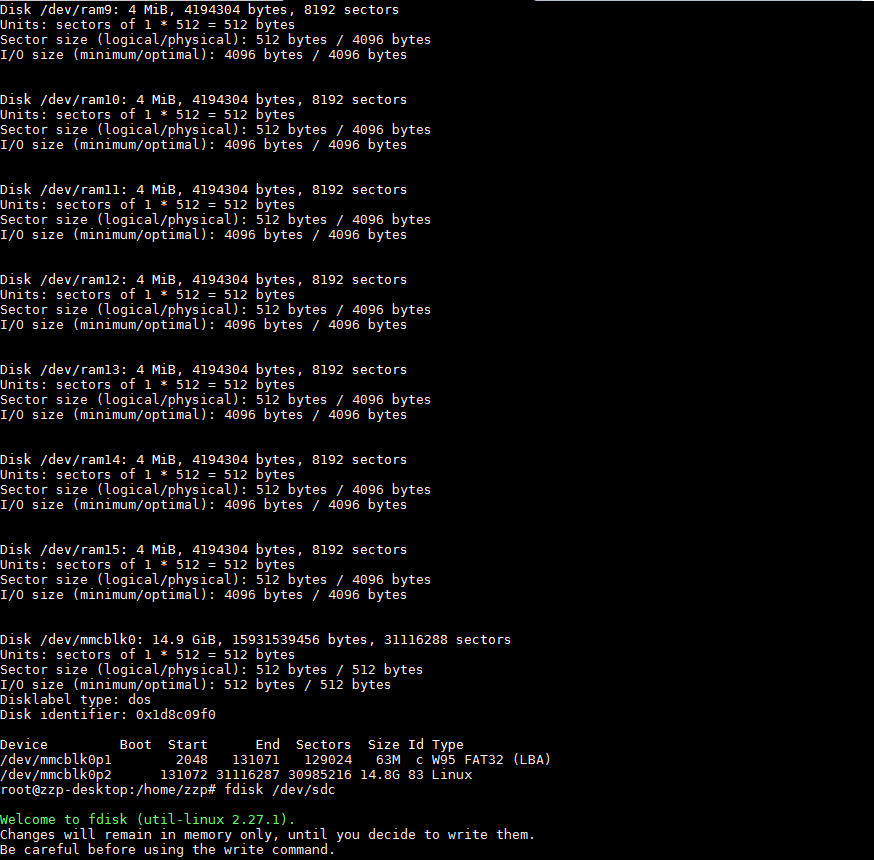 Disk /dev/ram9: 4 MiB, 4194304 bytes, 8192 sectors
Units: sectors of 1 * 512 = 512 bytes
Sector size (logical/physical): 512 bytes / 4096 bytes
I/O size (minimum/optimal): 4096 bytes / 4096 bytes
Disk /dev/ram10: 4 MiB, 4194304 bytes, 8192 sectors
Units: sectors of 1 * 512 = 512 bytes
Sector size (logical/physical): 512 bytes / 4096 bytes
I/O size (minimum/optimal): 4096 bytes / 4096 bytes
Disk /dev/ram11: 4 MiB, 4194304 bytes, 8192 sectors
Units: sectors of 1 * 512 = 512 bytes
Sector size (logical/physical): 512 bytes / 4096 bytes
I/O size (minimum/optimal): 4096 bytes / 4096 bytes
Disk /dev/ram12: 4 MiB, 4194304 bytes, 8192 sectors
Units: sectors of 1 * 512 = 512 bytes
Sector size (logical/physical): 512 bytes / 4096 bytes
I/O size (minimum/optimal): 4096 bytes / 4096 bytes
Disk /dev/ram13: 4 MiB, 4194304 bytes, 8192 sectors
Units: sectors of 1 * 512 = 512 bytes
Sector size (logical/physical): 512 bytes / 4096 bytes
I/O size (minimum/optimal): 4096 bytes / 4096 bytes
Disk /dev/ram14: 4 MiB, 4194304 bytes, 8192 sectors
Units: sectors of 1 * 512 = 512 bytes
Sector size (logical/physical): 512 bytes / 4096 bytes
I/O size (minimum/optimal): 4096 bytes / 4096 bytes
Disk /dev/ram15: 4 MiB, 4194304 bytes, 8192 sectors
Units: sectors of 1 * 512 = 512 bytes
Sector size (logical/physical): 512 bytes / 4096 bytes
I/O size (minimum/optimal): 4096 bytes / 4096 bytes
Disk /dev/mmcblk0: 14.9 GiB, 15931539456 bytes, 31116288 sectors
Units: sectors of 1 * 512 = 512 bytes
Sector size (logical/physical): 512 bytes / 512 bytes
I/O size (minimum/optimal): 512 bytes / 512 bytes
Disklabel type: dos
Disk identifier: 0x1d8c09f0
Device         Boot  Start      End  Sectors  Size Id Type
/dev/mmcblk0p1        2048   131071   129024   63M  c W95 FAT32 (LBA)
/dev/mmcblk0p2      131072 31116287 30985216 14.8G 83 Linux
root@zzp-desktop:/home/zzp# fdisk /dev/sdc
Welcome to fdisk (util-linux 2.27.1).
Changes will remain in memory only, until you decide to write them.
Be careful before using the write command.